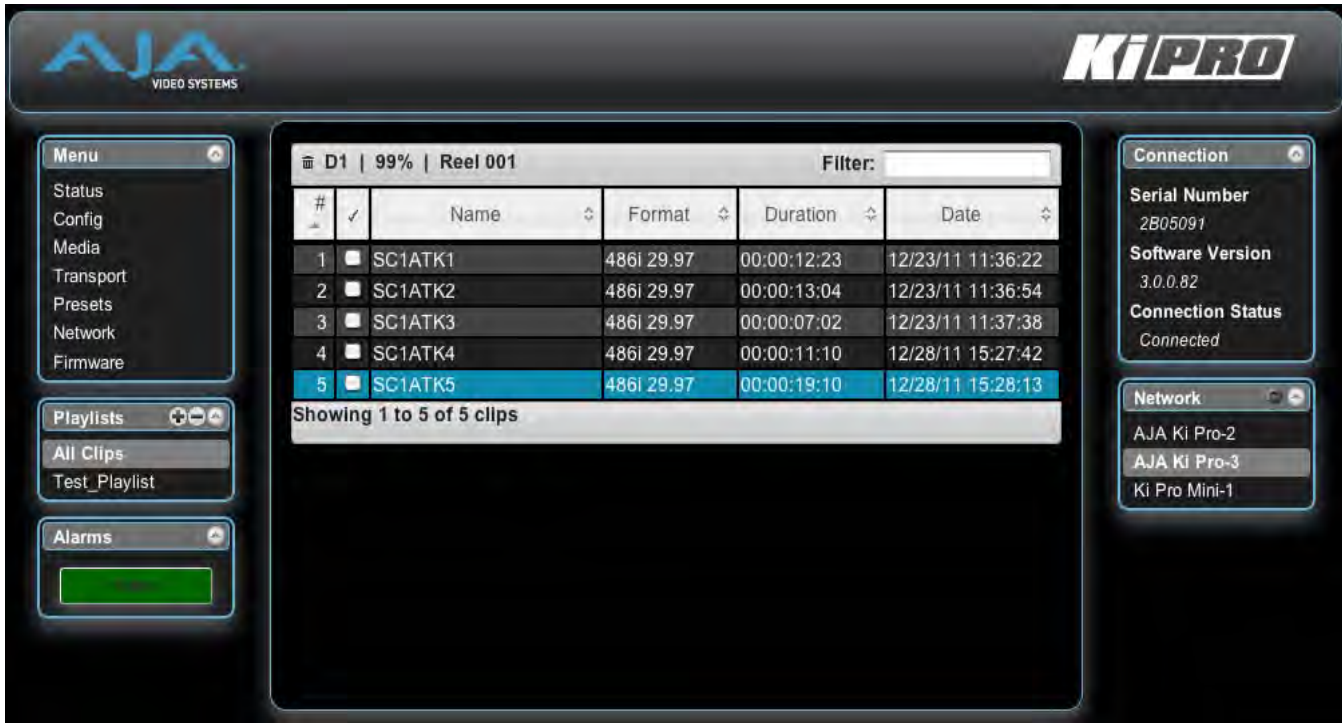 AJA
VIDEO SYSTEMS
Ki PRO
Menu
Status
Config
Media
Transport
Presets
Network
Firmware
Playlists
All Clips
Test_Playlist
Alarms
D1 | 99% | Reel 001 Filter:
# ✓ Name Format Duration Date
1 SC1ATK1 486i 29.97 00:00:12:23 12/23/11 11:36:22
2 SC1ATK2 486i 29.97 00:00:13:04 12/23/11 11:36:54
3 SC1ATK3 486i 29.97 00:00:07:02 12/23/11 11:37:38
4 SC1ATK4 486i 29.97 00:00:11:10 12/28/11 15:27:42
5 SC1ATK5 486i 29.97 00:00:19:10 12/28/11 15:28:13
Showing 1 to 5 of 5 clips
Connection
Serial Number
2B05091
Software Version
3.0.0.82
Connection Status
Connected
Network
AJA Ki Pro-2
AJA Ki Pro-3
Ki Pro Mini-1